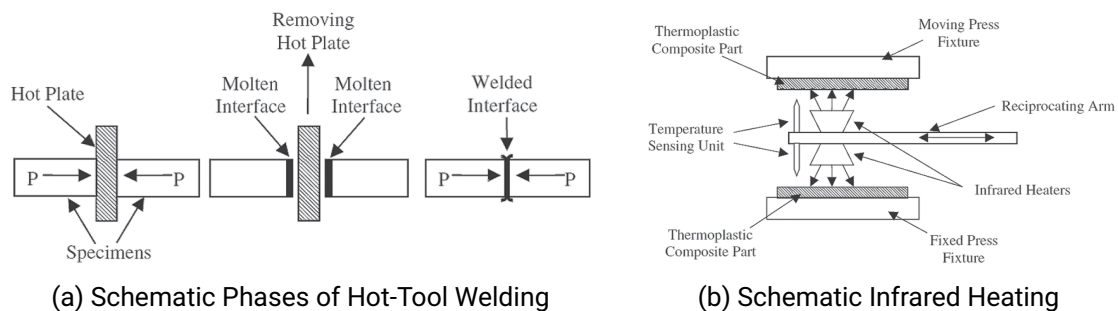 Removing
Hot Plate
Hot Plate
Molten
Interface
Molten
Interface
Welded
Interface
P
P
P
P
Specimens
(a) Schematic Phases of Hot-Tool Welding
Thermoplastic
Composite Part
Moving Press
Fixture
Reciprocating Arm
Temperature
Sensing Unit
Infrared Heaters
Thermoplastic
Composite Part
Fixed Press
Fixture
(b) Schematic Infrared Heating